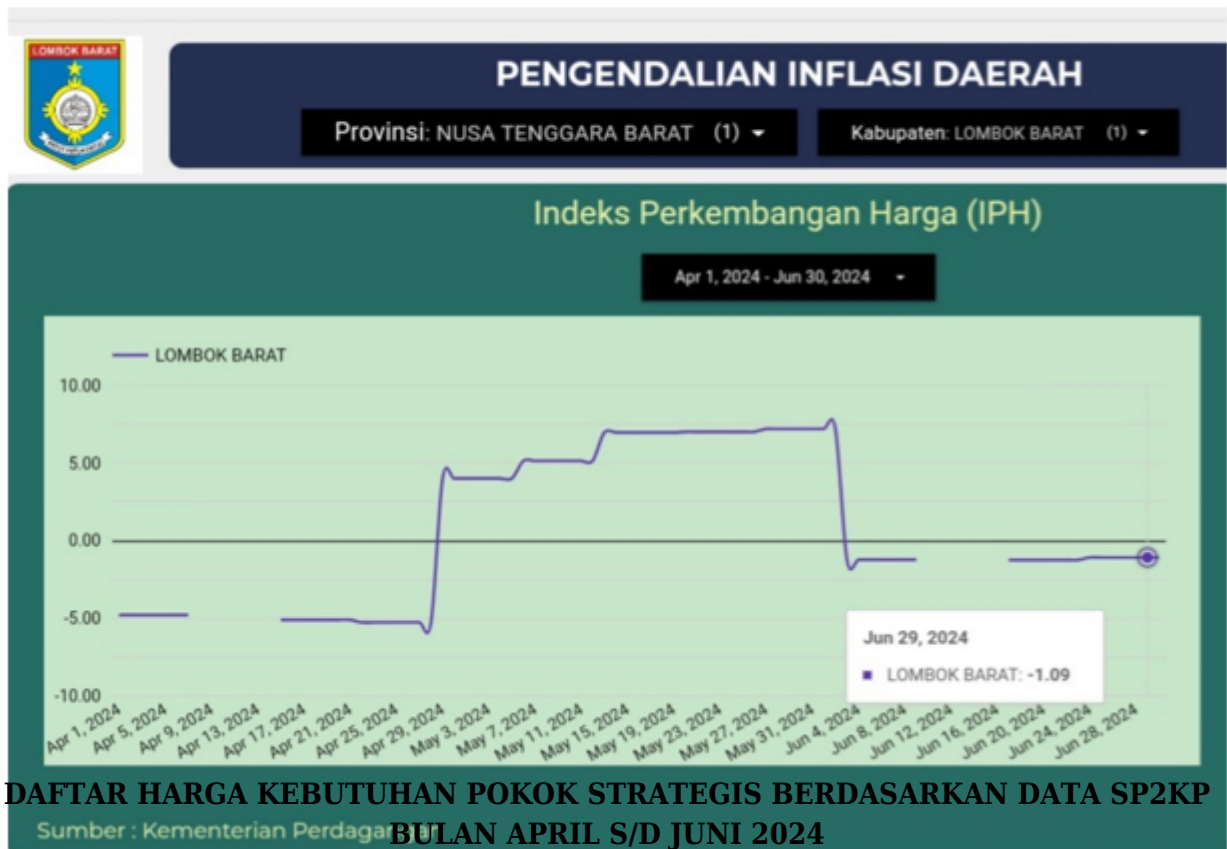 LOMBOK BARAT
PENGENDALIAN INFLASI DAERAH
Provinsi: NUSA TENGGARA BARAT (1)
Kabupaten: LOMBOK BARAT (1)
Indeks Perkembangan Harga (IPH)
Apr 1, 2024 - Jun 30, 2024
LOMBOK BARAT
10.00
5.00
0.00
-5.00
-10.00
Jun 29, 2024
LOMBOK BARAT: -1.09
Apr 1, 2024
Apr 5, 2024
Apr 9, 2024
Apr 13, 2024
Apr 17, 2024
Apr 21, 2024
Apr 25, 2024
Apr 29, 2024
May 3, 2024
May 7, 2024
May 11, 2024
May 15, 2024
May 19, 2024
May 23, 2024
May 27, 2024
May 31, 2024
Jun 4, 2024
Jun 8, 2024
Jun 12, 2024
Jun 16, 2024
Jun 20, 2024
Jun 24, 2024
Jun 28, 2024
DAFTAR HARGA KEBUTUHAN POKOK STRATEGIS BERDASARKAN DATA SP2KP
Sumber : Kementerian Perdagangan
BULAN APRIL S/D JUNI 2024